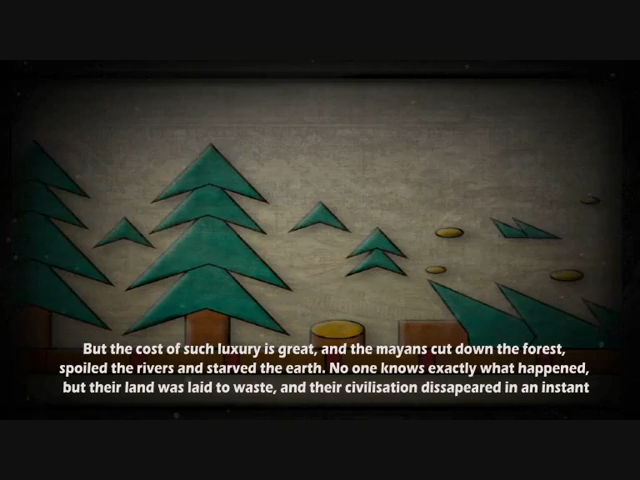 But the cost of such luxury is great, and the mayans cut down the forest,
spoiled the rivers and starved the earth. No one knows exactly what happened,
but their land was laid to waste, and their civilisation dissapeared in an instant